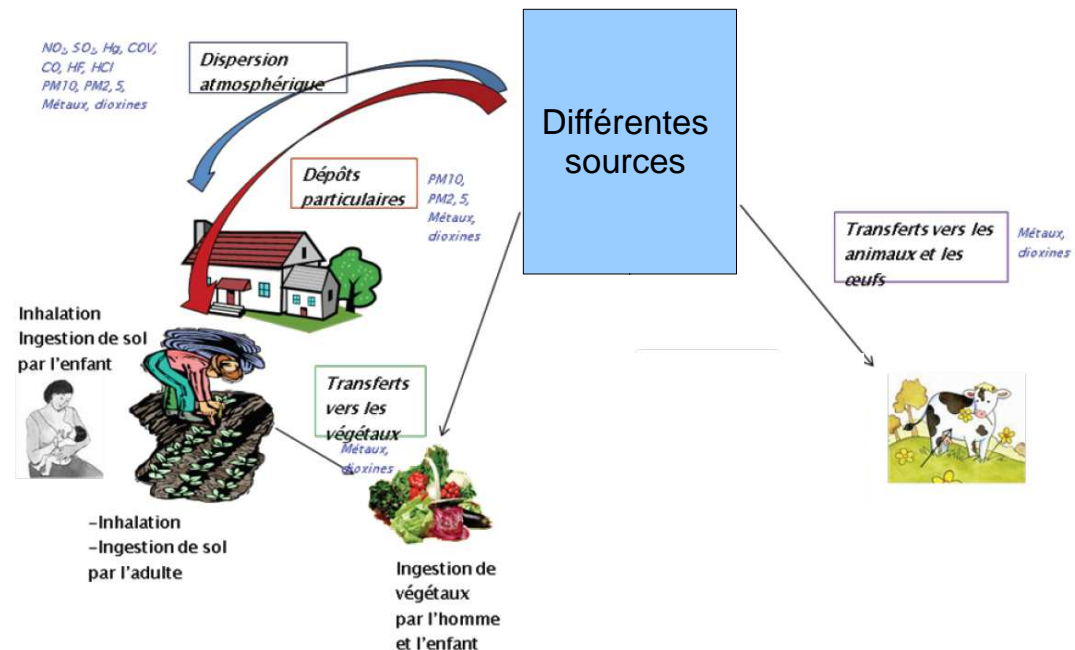 NO₂, SO₂, Hg, COV,
CO, HF, HCl
PM10, PM2,5,
Métaux, dioxines
Dispersion
atmosphérique
Différentes
sources
Dépôts
particulaires
PM10,
PM2,5,
Métaux,
dioxines
Transferts vers les
animaux et les
œufs
Métaux,
dioxines
Inhalation
Ingestion de sol
par l'enfant
Transferts
vers les
végétaux
Métaux,
dioxines
-Inhalation
-Ingestion de sol
par l'adulte
Ingestion de
végétaux
par l'homme
et l'enfant